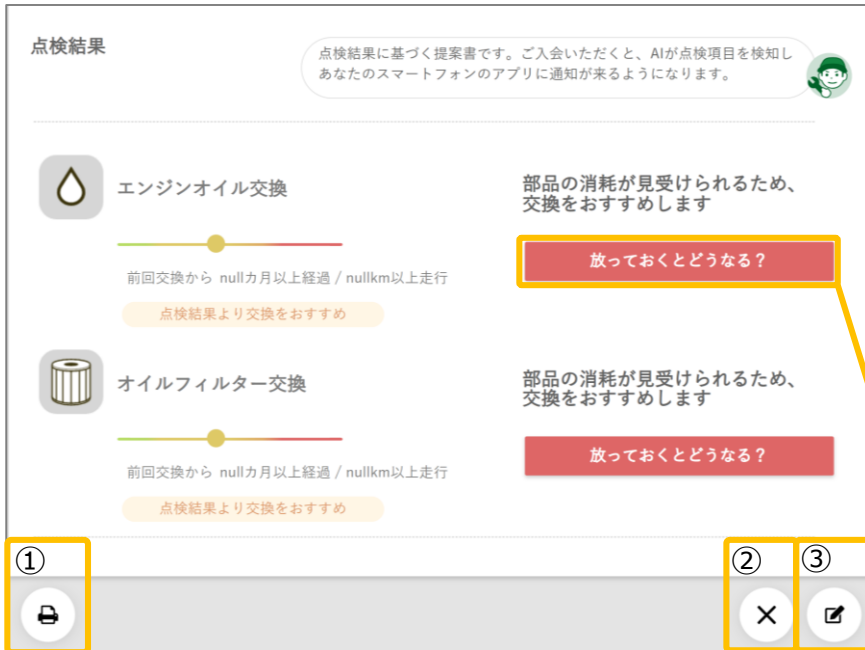 点検結果
点検結果に基づく提案書です。ご入会いただくと、AIが点検項目を検知し
あなたのスマートフォンのアプリに通知が来るようになります。
エンジンオイル交換
部品の消耗が見受けられるため、
交換をおすすめします
放っておくとどうなる？
前回交換から nullカ月以上経過 / nullkm以上走行
点検結果より交換をおすすめ
オイルフィルター交換
部品の消耗が見受けられるため、
交換をおすすめします
放っておくとどうなる？
前回交換から nullカ月以上経過 / nullkm以上走行
点検結果より交換をおすすめ
①
②
③